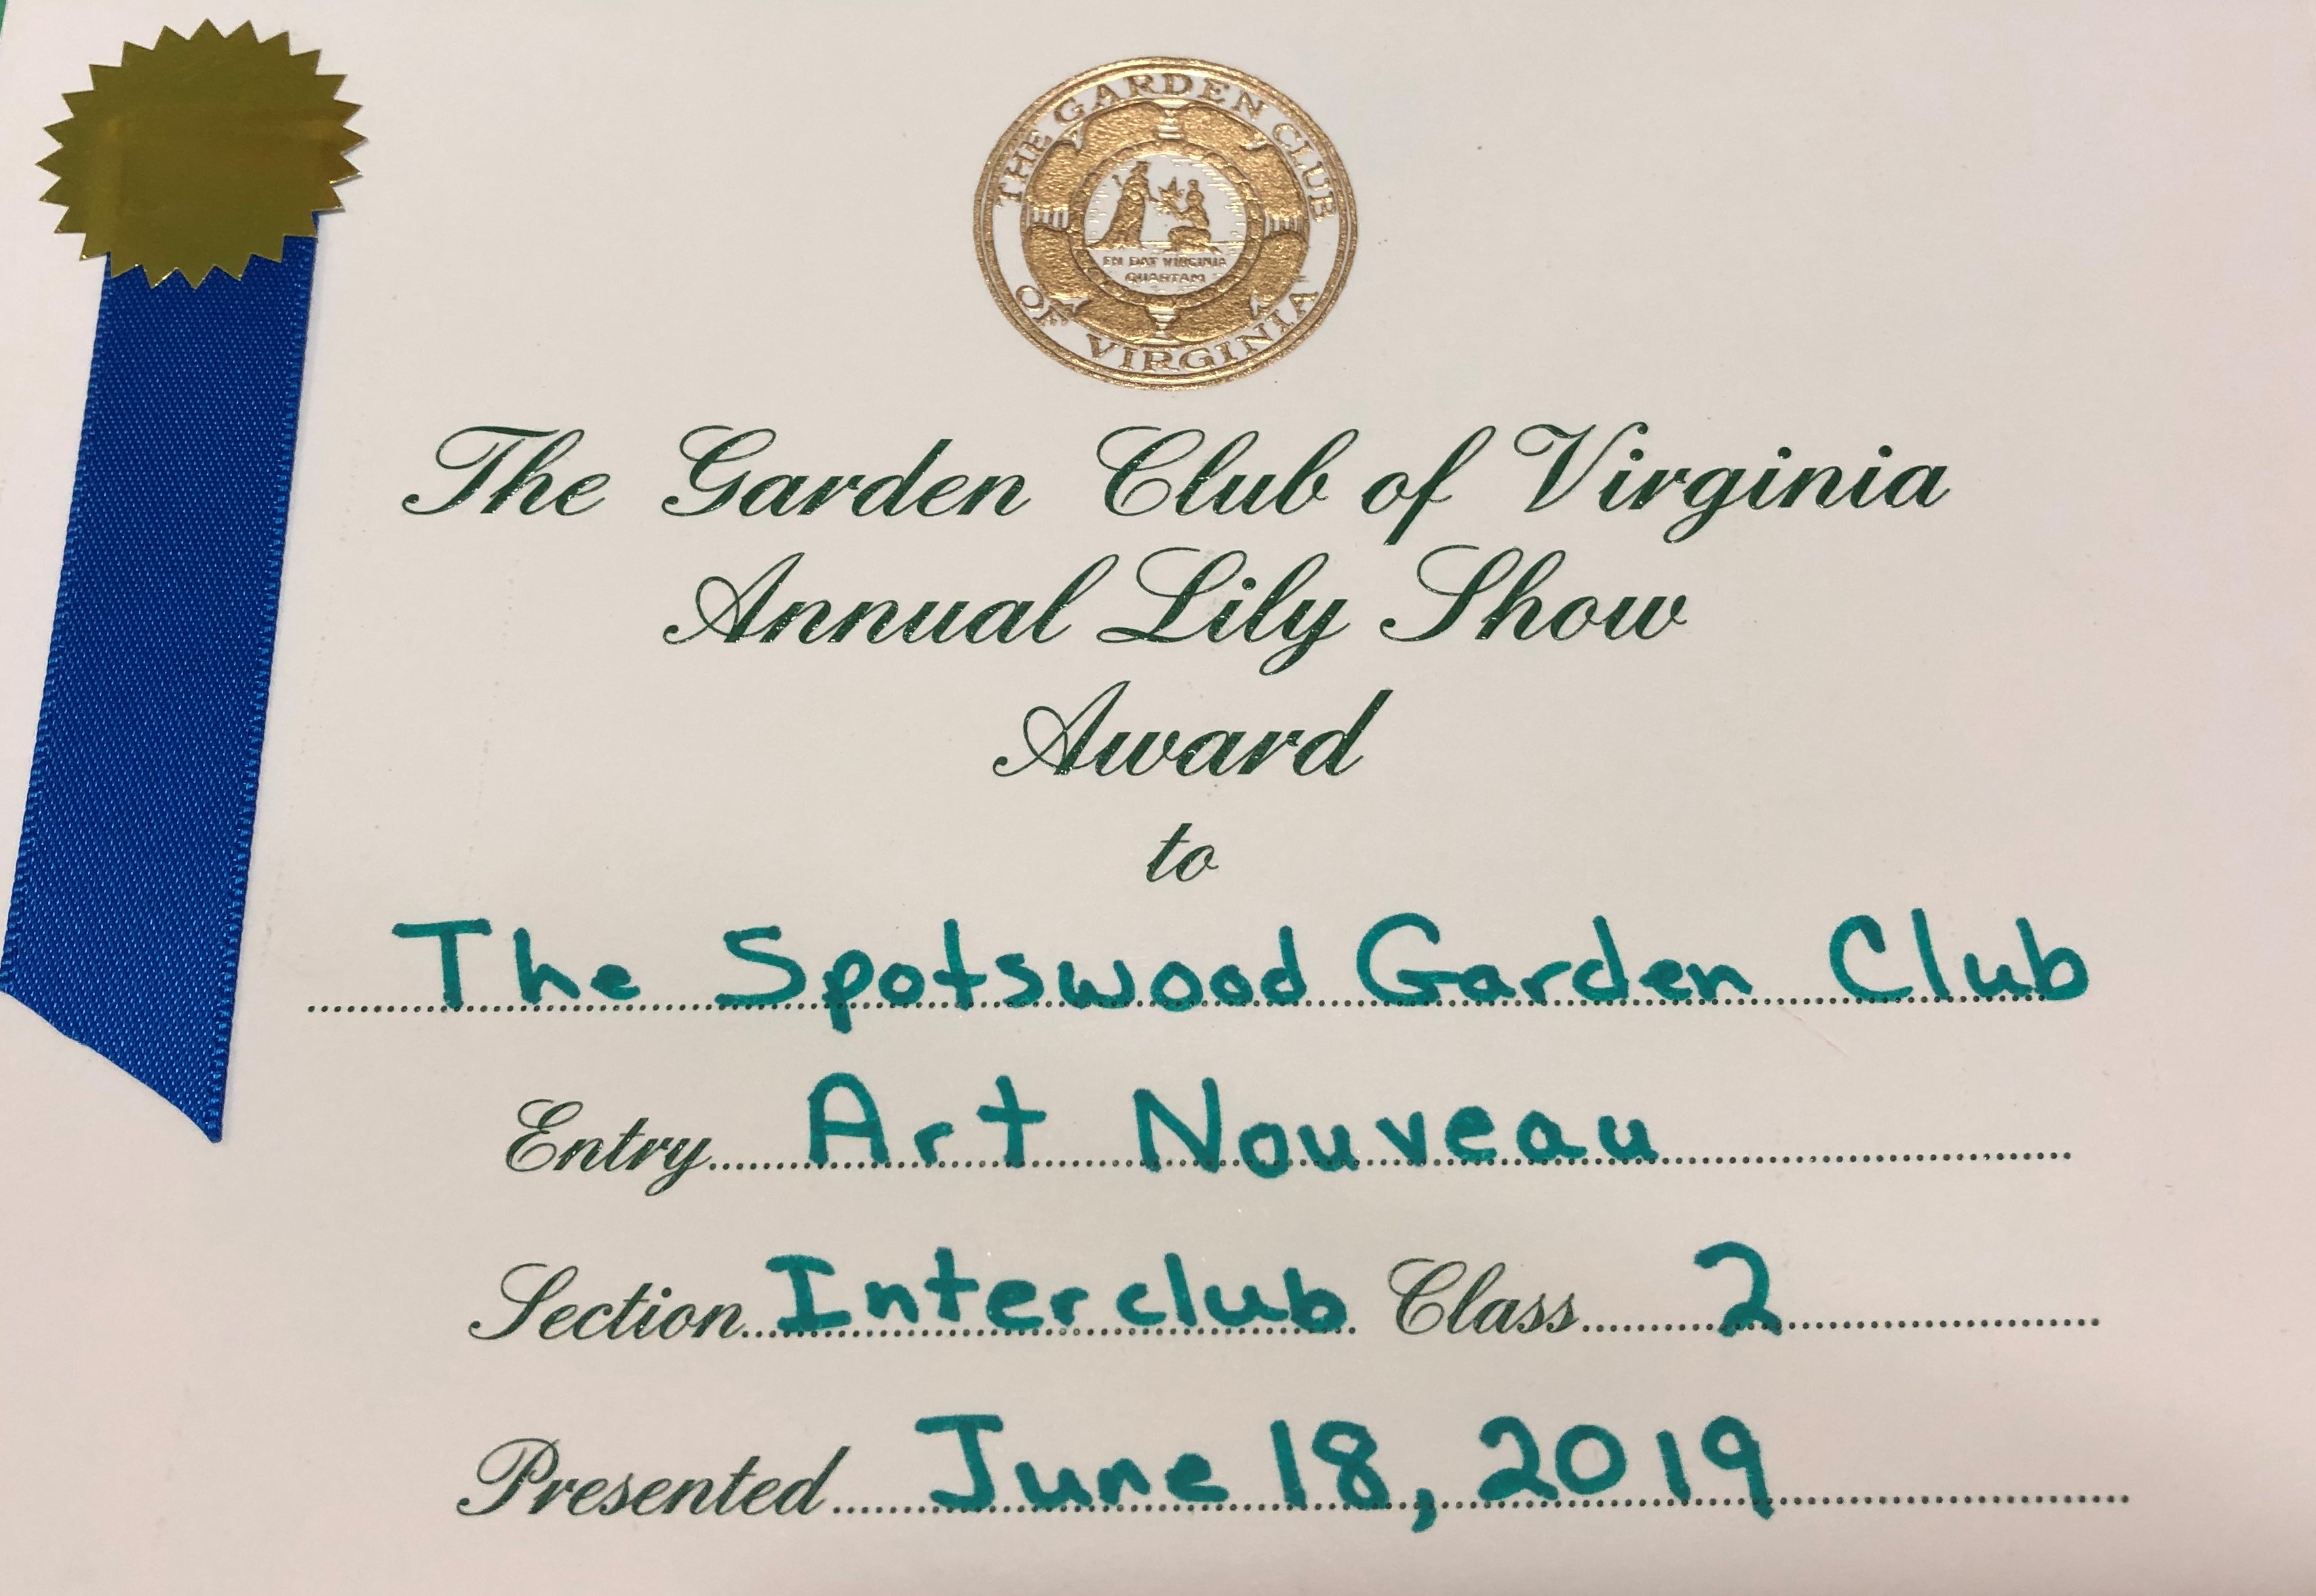 THE GARDEN CLUB
EN DAT VIRGINIA
QUARTAM
OF VIRGINIA
The Garden Club of Virginia
Annual Lily Show
Award
to
The Spotswood Garden Club
Entry Art Nouveau
Section Interclub Class 2
Presented June 18, 2019